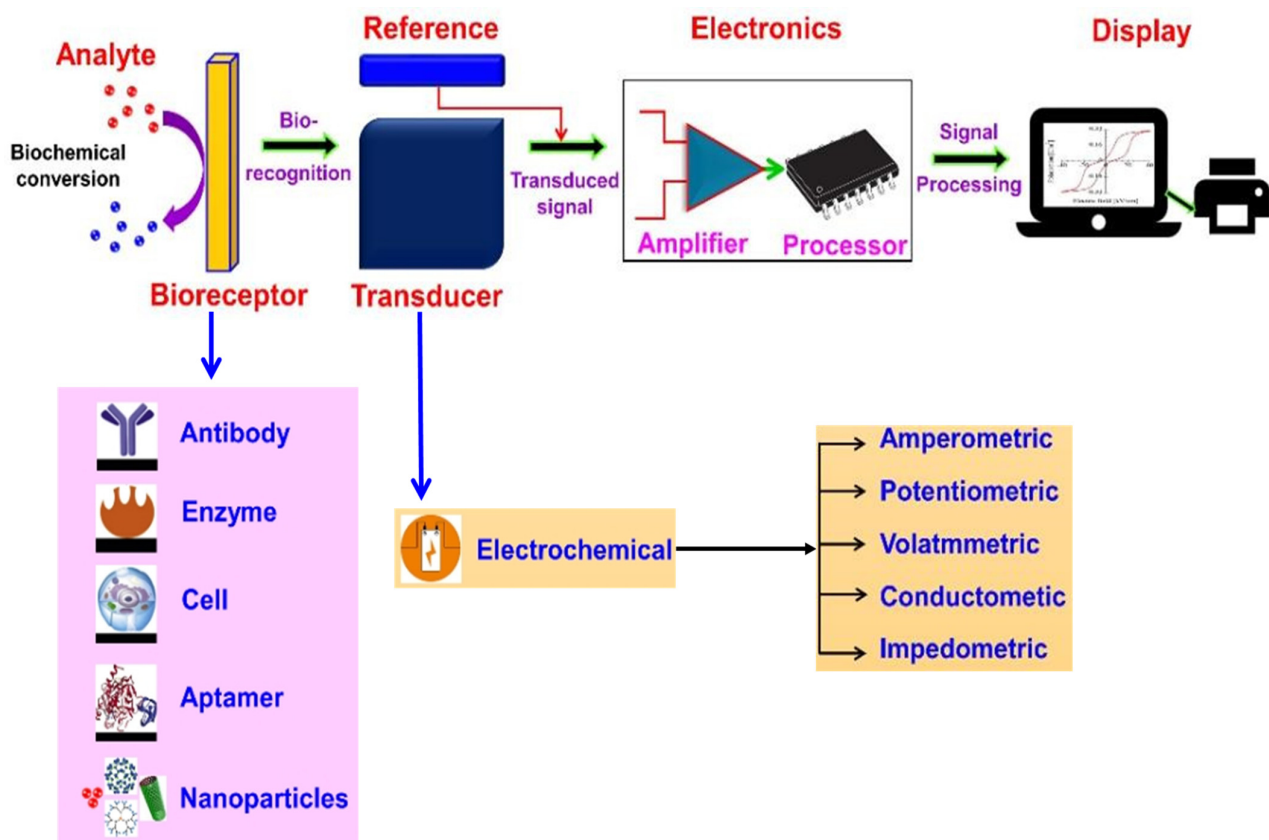 Reference
Electronics
Display
Analyte
Biochemical
conversion
Bio-
recognition
Transduced
signal
Amplifier
Processor
Signal
Processing
Bioreceptor
Transducer
Antibody
Enzyme
Cell
Aptamer
Nanoparticles
Electrochemical
Amperometric
Potentiometric
Volatmmetric
Conductometic
Impedometric